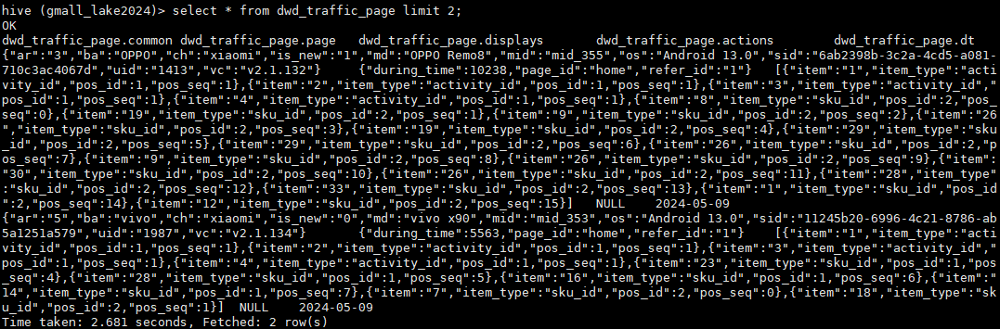 hive (gmall_lake2024)> select * from dwd_traffic_page limit 2;
OK
dwd_traffic_page.common dwd_traffic_page.page   dwd_traffic_page.displays       dwd_traffic_page.actions        dwd_traffic_page.dt
{"ar":"3","ba":"OPPO","ch":"xiaomi","is_new":"1","md":"OPPO Remo8","mid":"mid_355","os":"Android 13.0","sid":"6ab2398b-3c2a-4cd5-a081-
710c3ac4067d","uid":"1413","vc":"v2.1.132"}     {"during_time":10238,"page_id":"home","refer_id":"1"}   [{"item":"1","item_type":"acti
vity_id","pos_id":1,"pos_seq":1},{"item":"2","item_type":"activity_id","pos_id":1,"pos_seq":1},{"item":"3","item_type":"activity_id","
pos_id":1,"pos_seq":1},{"item":"4","item_type":"activity_id","pos_id":1,"pos_seq":1},{"item":"8","item_type":"sku_id","pos_id":2,"pos_
seq":0},{"item":"19","item_type":"sku_id","pos_id":2,"pos_seq":1},{"item":"9","item_type":"sku_id","pos_id":2,"pos_seq":2},{"item":"26
","item_type":"sku_id","pos_id":2,"pos_seq":3},{"item":"19","item_type":"sku_id","pos_id":2,"pos_seq":4},{"item":"29","item_type":"sku
_id","pos_id":2,"pos_seq":5},{"item":"29","item_type":"sku_id","pos_id":2,"pos_seq":6},{"item":"26","item_type":"sku_id","pos_id":2,"p
os_seq":7},{"item":"9","item_type":"sku_id","pos_id":2,"pos_seq":8},{"item":"26","item_type":"sku_id","pos_id":2,"pos_seq":9},{"item":
"30","item_type":"sku_id","pos_id":2,"pos_seq":10},{"item":"26","item_type":"sku_id","pos_id":2,"pos_seq":11},{"item":"28","item_type"
:"sku_id","pos_id":2,"pos_seq":12},{"item":"33","item_type":"sku_id","pos_id":2,"pos_seq":13},{"item":"1","item_type":"sku_id","pos_id
":2,"pos_seq":14},{"item":"12","item_type":"sku_id","pos_id":2,"pos_seq":15}]   NULL    2024-05-09
{"ar":"5","ba":"vivo","ch":"xiaomi","is_new":"0","md":"vivo x90","mid":"mid_353","os":"Android 13.0","sid":"11245b20-6996-4c21-8786-ab
5a1251a579","uid":"1987","vc":"v2.1.134"}       {"during_time":5563,"page_id":"home","refer_id":"1"}    [{"item":"1","item_type":"acti
vity_id","pos_id":1,"pos_seq":1},{"item":"2","item_type":"activity_id","pos_id":1,"pos_seq":1},{"item":"3","item_type":"activity_id","
pos_id":1,"pos_seq":1},{"item":"4","item_type":"activity_id","pos_id":1,"pos_seq":1},{"item":"23","item_type":"sku_id","pos_id":1,"pos
_seq":4},{"item":"28","item_type":"sku_id","pos_id":1,"pos_seq":5},{"item":"16","item_type":"sku_id","pos_id":1,"pos_seq":6},{"item":"
14","item_type":"sku_id","pos_id":1,"pos_seq":7},{"item":"7","item_type":"sku_id","pos_id":2,"pos_seq":0},{"item":"18","item_type":"sk
u_id","pos_id":2,"pos_seq":1}]  NULL    2024-05-09
Time taken: 2.681 seconds, Fetched: 2 row(s)